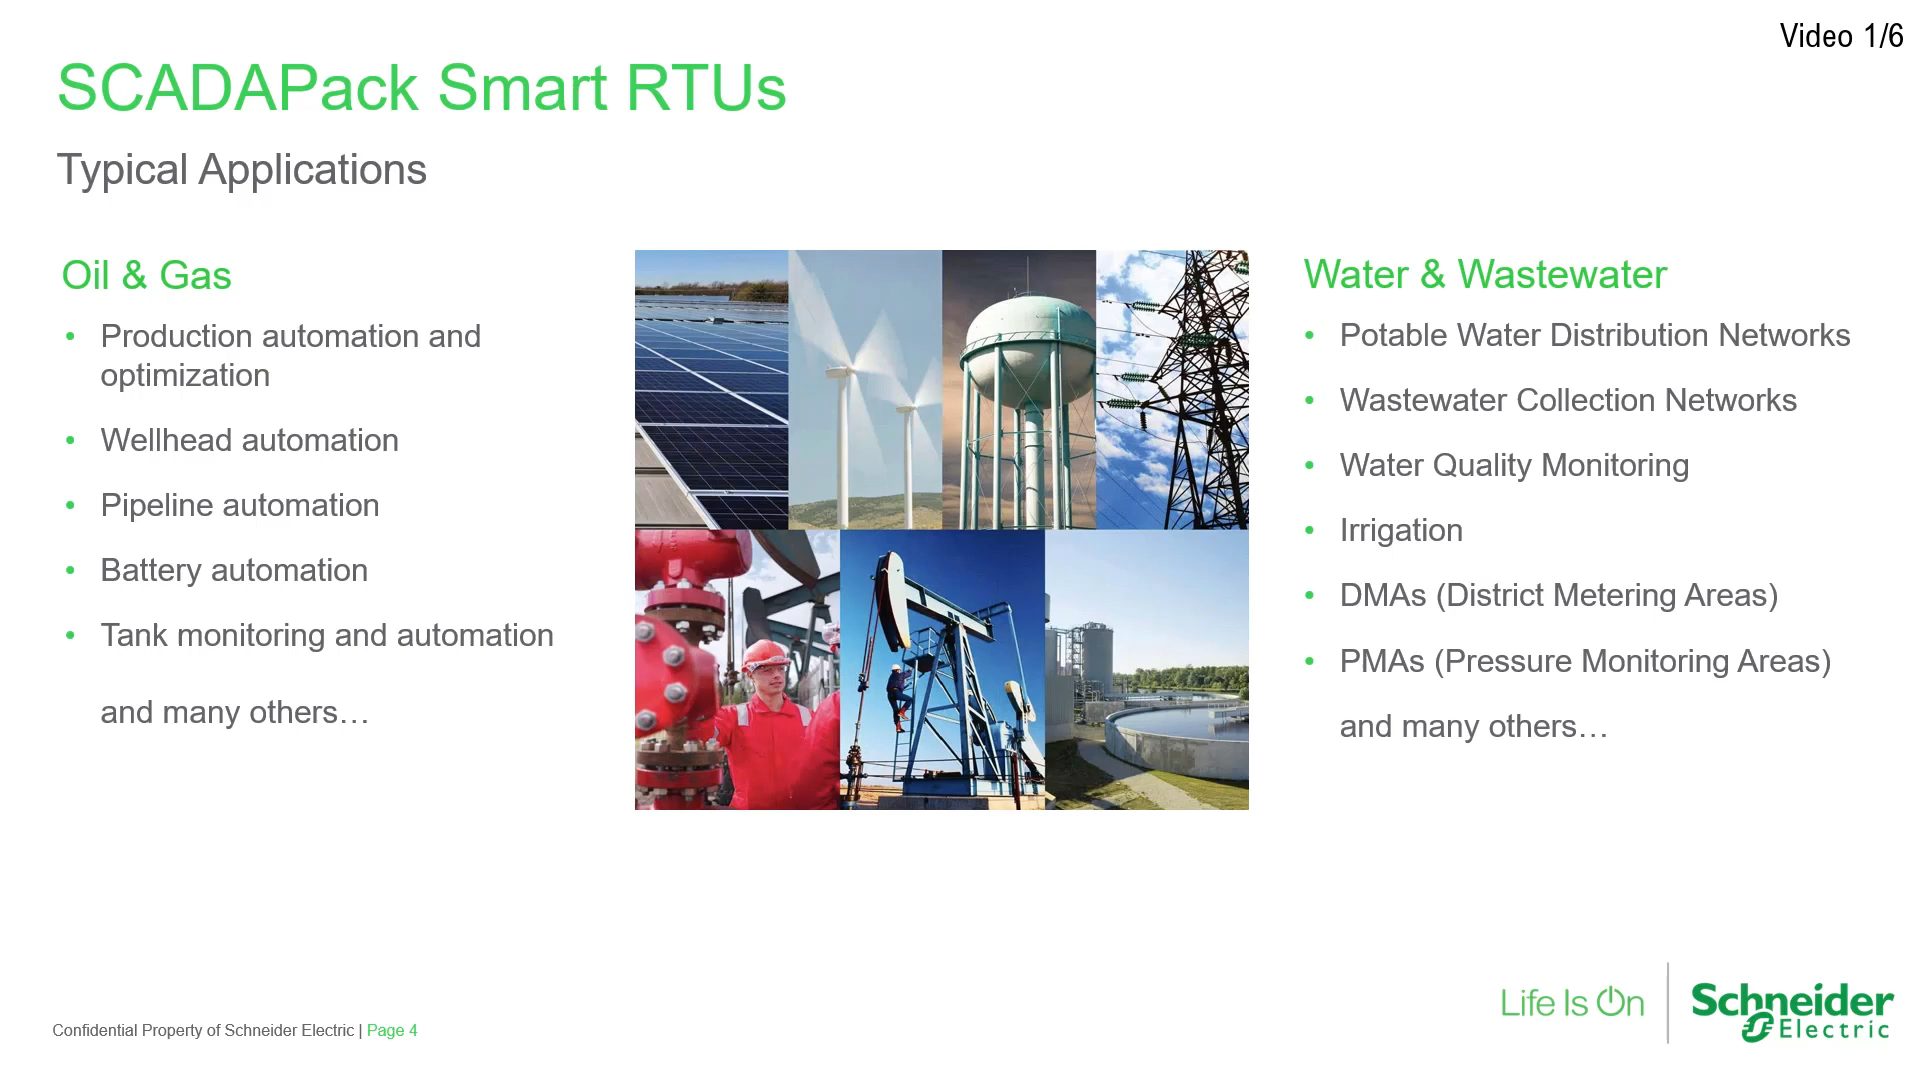 Video 1/6
SCADAPack Smart RTUs
Typical Applications
Oil & Gas
• Production automation and
optimization
• Wellhead automation
• Pipeline automation
• Battery automation
• Tank monitoring and automation
and many others…
Water & Wastewater
• Potable Water Distribution Networks
• Wastewater Collection Networks
• Water Quality Monitoring
• Irrigation
• DMAs (District Metering Areas)
• PMAs (Pressure Monitoring Areas)
and many others…
Confidential Property of Schneider Electric | Page 4
Life Is On
Schneider
Electric